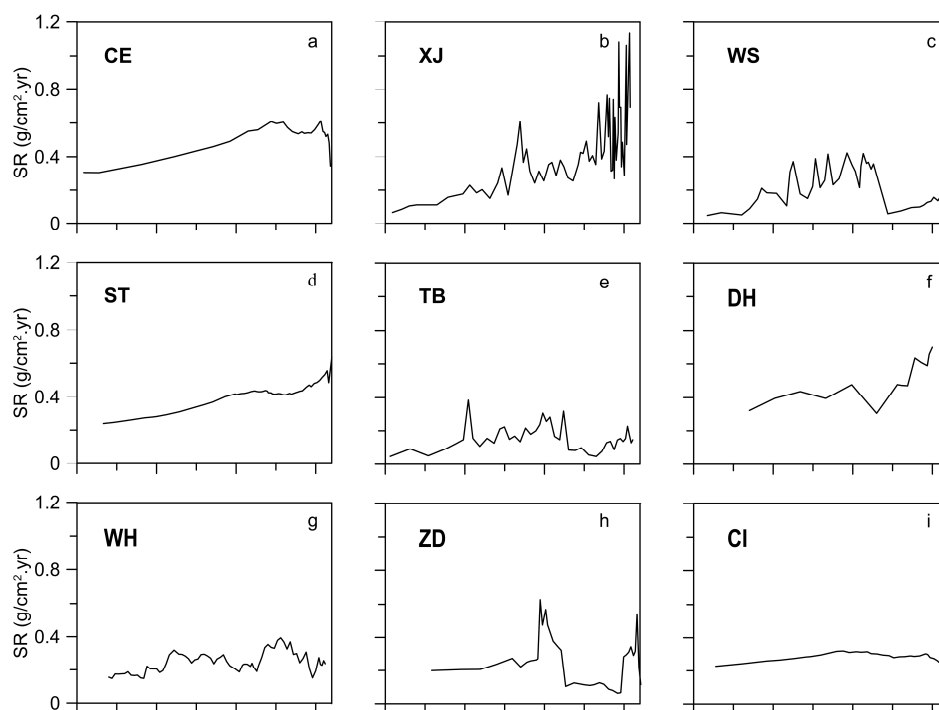 1.2
CE
a
XJ
b
WS
c
0.8
0.4
0
SR (g/cm².yr)
1.2
ST
d
TB
e
DH
f
0.8
0.4
0
SR (g/cm².yr)
1.2
WH
g
ZD
h
CI
i
0.8
0.4
0
SR (g/cm².yr)